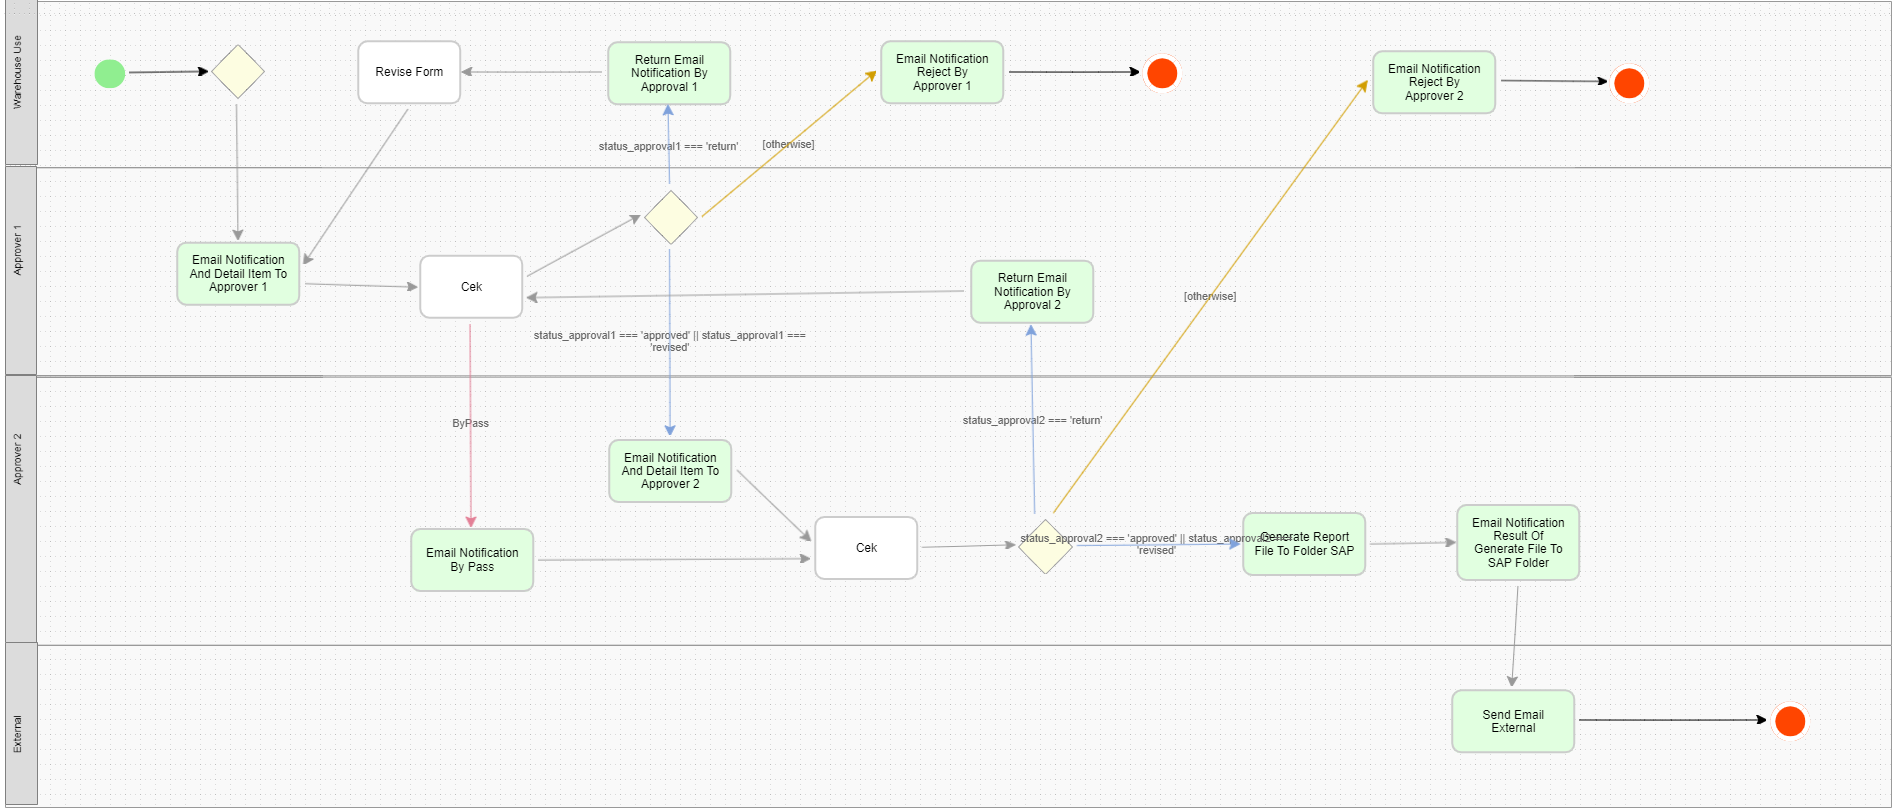 Warehouse Use
Revise Form
Return Email
Notification By
Approval 1
Email Notification
Reject By
Approver 1
Email Notification
Reject By
Approver 2
status_approval1 === 'return'
[otherwise]
Approver 1
Email Notification
And Detail Item To
Approver 1
Cek
Return Email
Notification By
Approval 2
[otherwise]
status_approval1 === 'approved' || status_approval1 ===
'revised'
Approver 2
ByPass
status_approval2 === 'return'
Email Notification
And Detail Item To
Approver 2
Email Notification
By Pass
Cek
status_approval2 === 'approved' || status_approval2 ===
'revised'
Generate Report
File To Folder SAP
Email Notification
Result Of
Generate File To
SAP Folder
External
Send Email
External